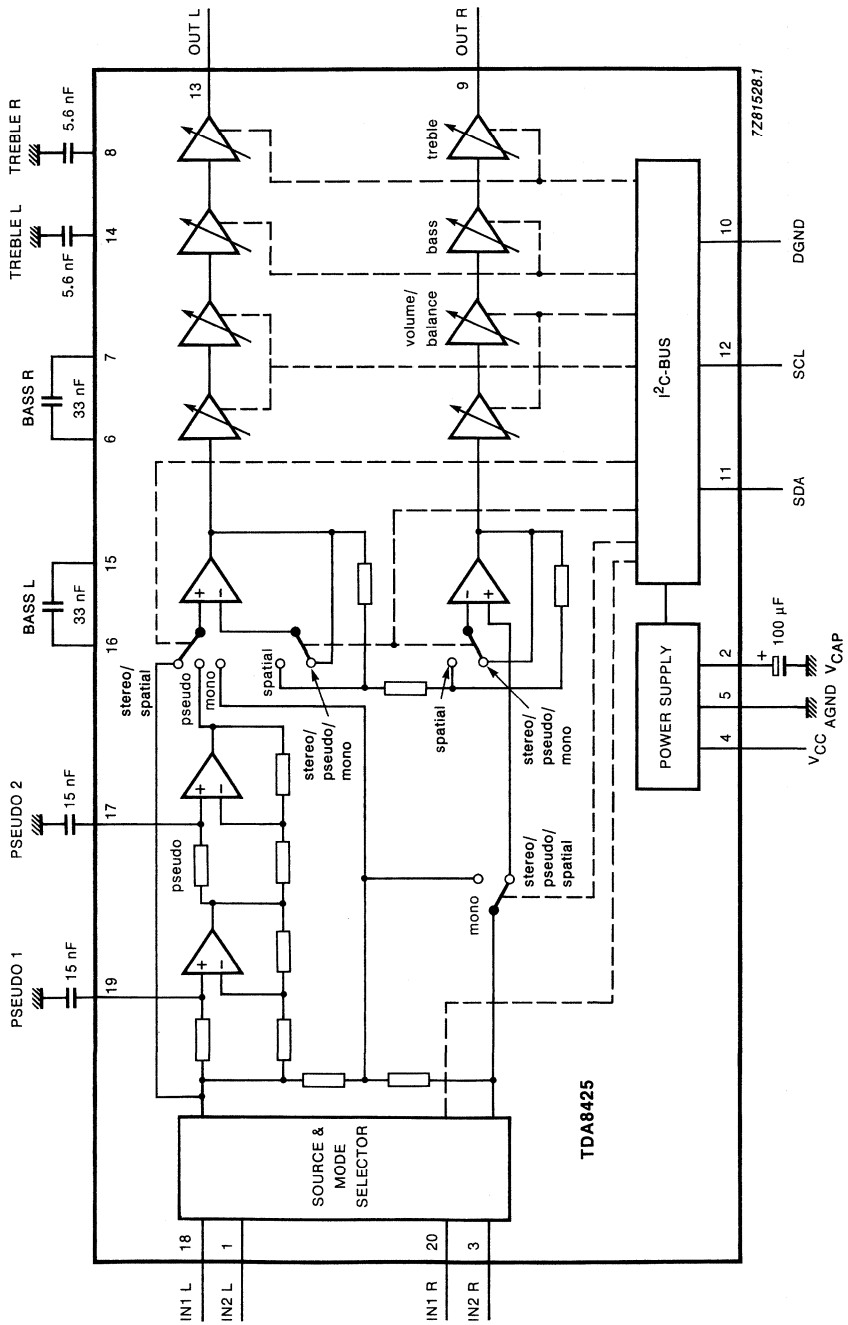 PSEUDO 1
15 nF
19
PSEUDO 2
15 nF
17
BASS L
33 nF
16
15
BASS R
33 nF
6
7
TREBLE L
5.6 nF
14
TREBLE R
5.6 nF
8
IN1 L
18
IN2 L
1
IN1 R
20
IN2 R
3
SOURCE &
MODE
SELECTOR
+
−
pseudo
+
−
stereo/
spatial
pseudo
mono
+
−
spatial
stereo/
pseudo/
mono
spatial
stereo/
pseudo/
mono
−
+
mono
stereo/
pseudo/
spatial
volume/
balance
bass
treble
13
OUT L
9
OUT R
TDA8425
POWER SUPPLY
I²C-BUS
4
VCC
5
AGND
2
+
100 µF
VCAP
11
SDA
12
SCL
10
DGND
7Z81528.1